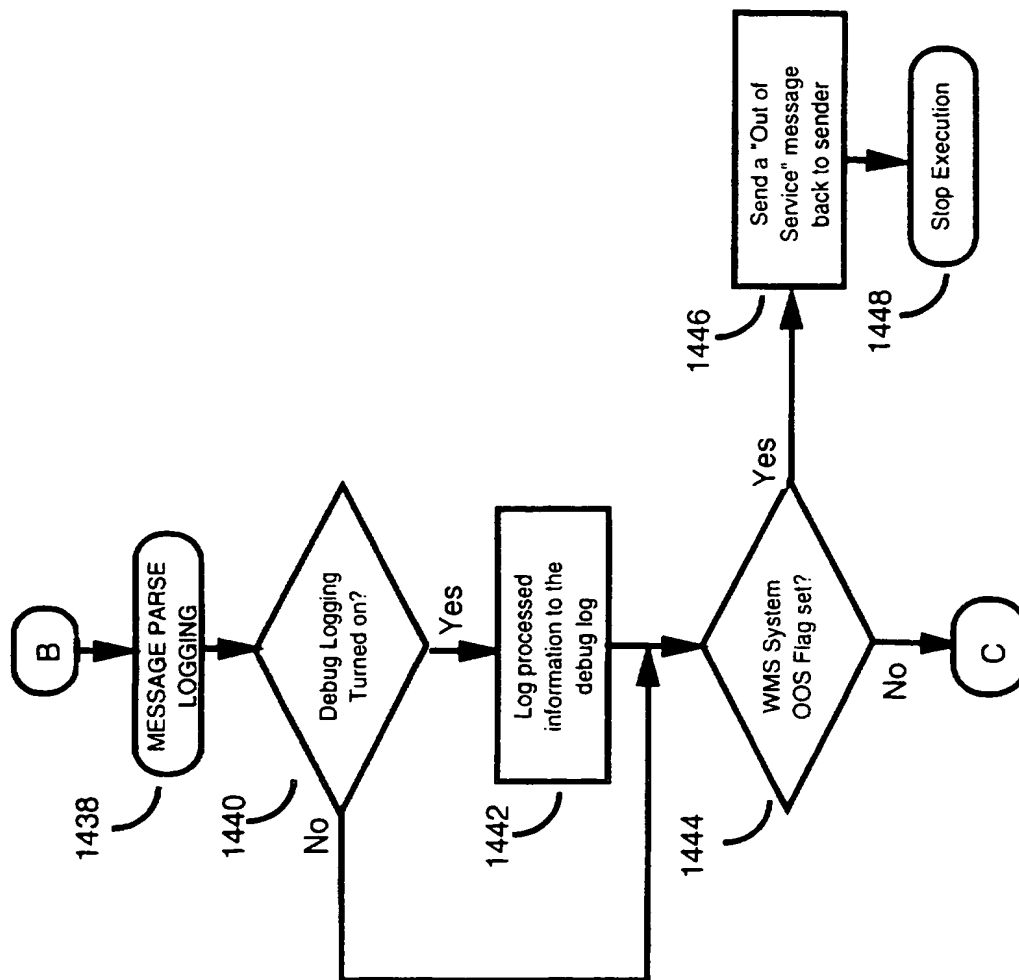 B
MESSAGE PARSE
LOGGING
1438
Debug Logging
Turned on?
1440
No
Yes
Log processed
information to the
debug log
1442
WMS System
OOS Flag set?
1444
Yes
No
Send a "Out of
Service" message
back to sender
1446
Stop Execution
1448
C